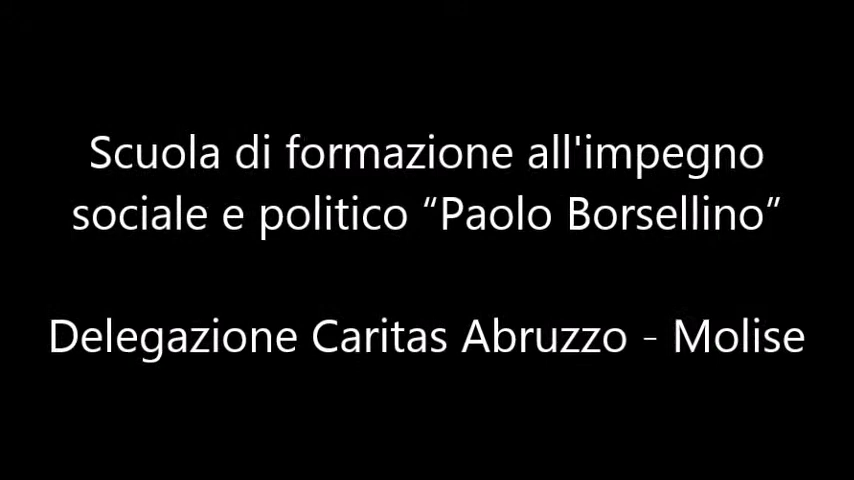 Scuola di formazione all'impegno
sociale e politico “Paolo Borsellino”
Delegazione Caritas Abruzzo - Molise